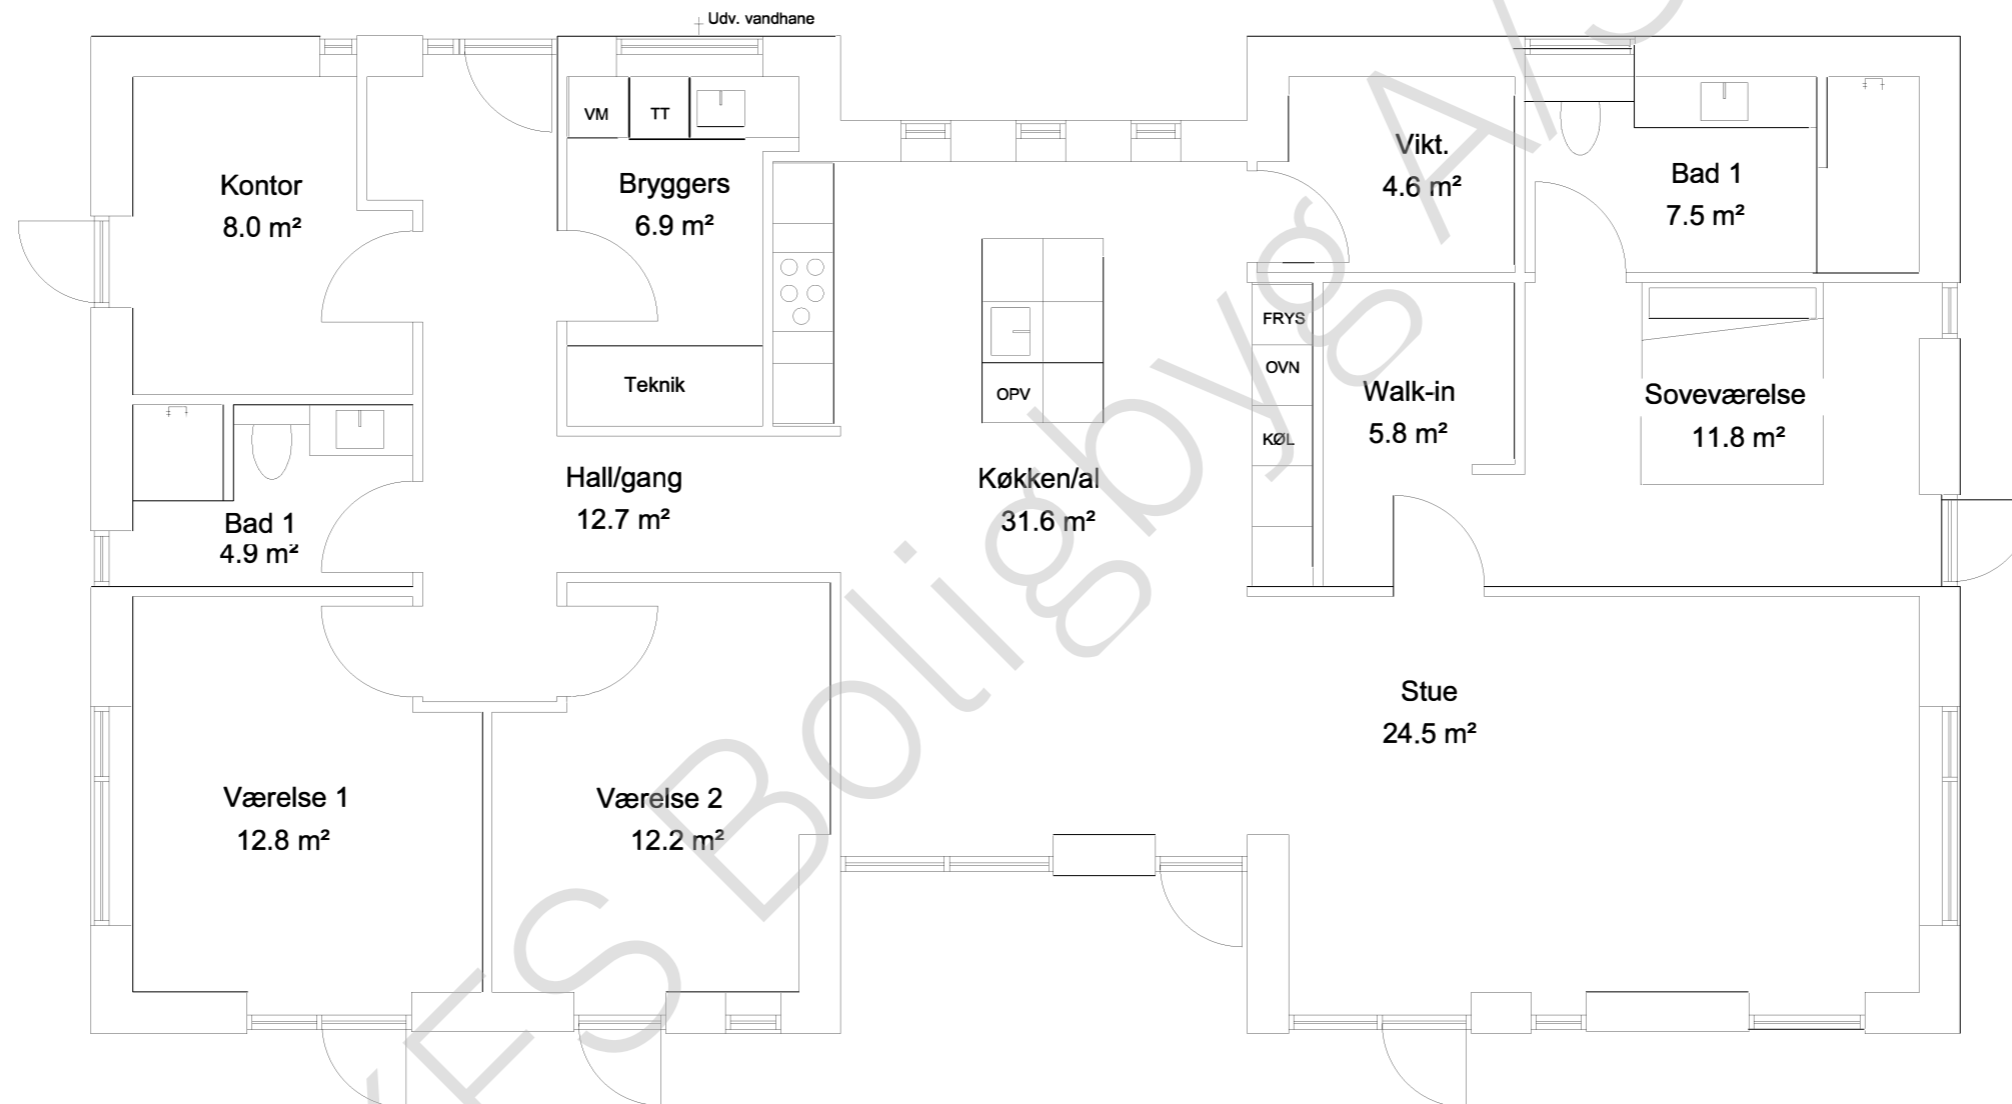 Udv. vandhane
VM
TT
Kontor
8.0 m²
Bryggers
6.9 m²
Vikt.
4.6 m²
Bad 1
7.5 m²
FRYS
OVN
KØL
OPV
Teknik
Walk-in
5.8 m²
Soveværelse
11.8 m²
Hall/gang
12.7 m²
Køkken/al
31.6 m²
Bad 1
4.9 m²
Stue
24.5 m²
Værelse 1
12.8 m²
Værelse 2
12.2 m²
ES Boligbyg A/S